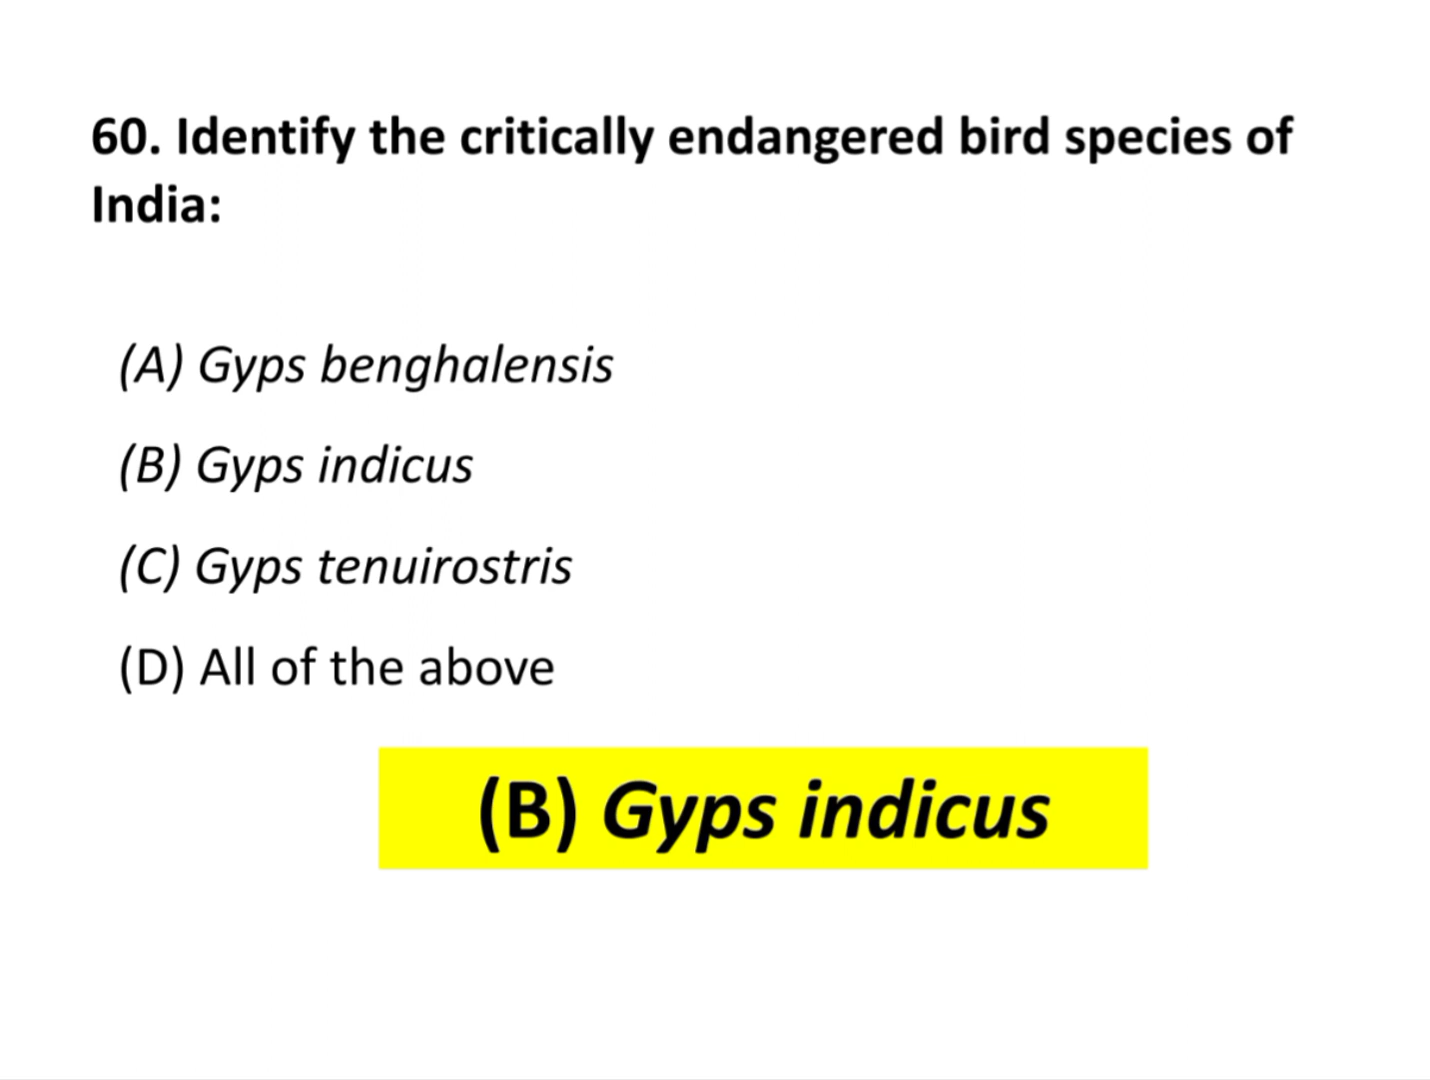 60. Identify the critically endangered bird species of
India:
(A) Gyps benghalensis
(B) Gyps indicus
(C) Gyps tenuirostris
(D) All of the above
(B) Gyps indicus